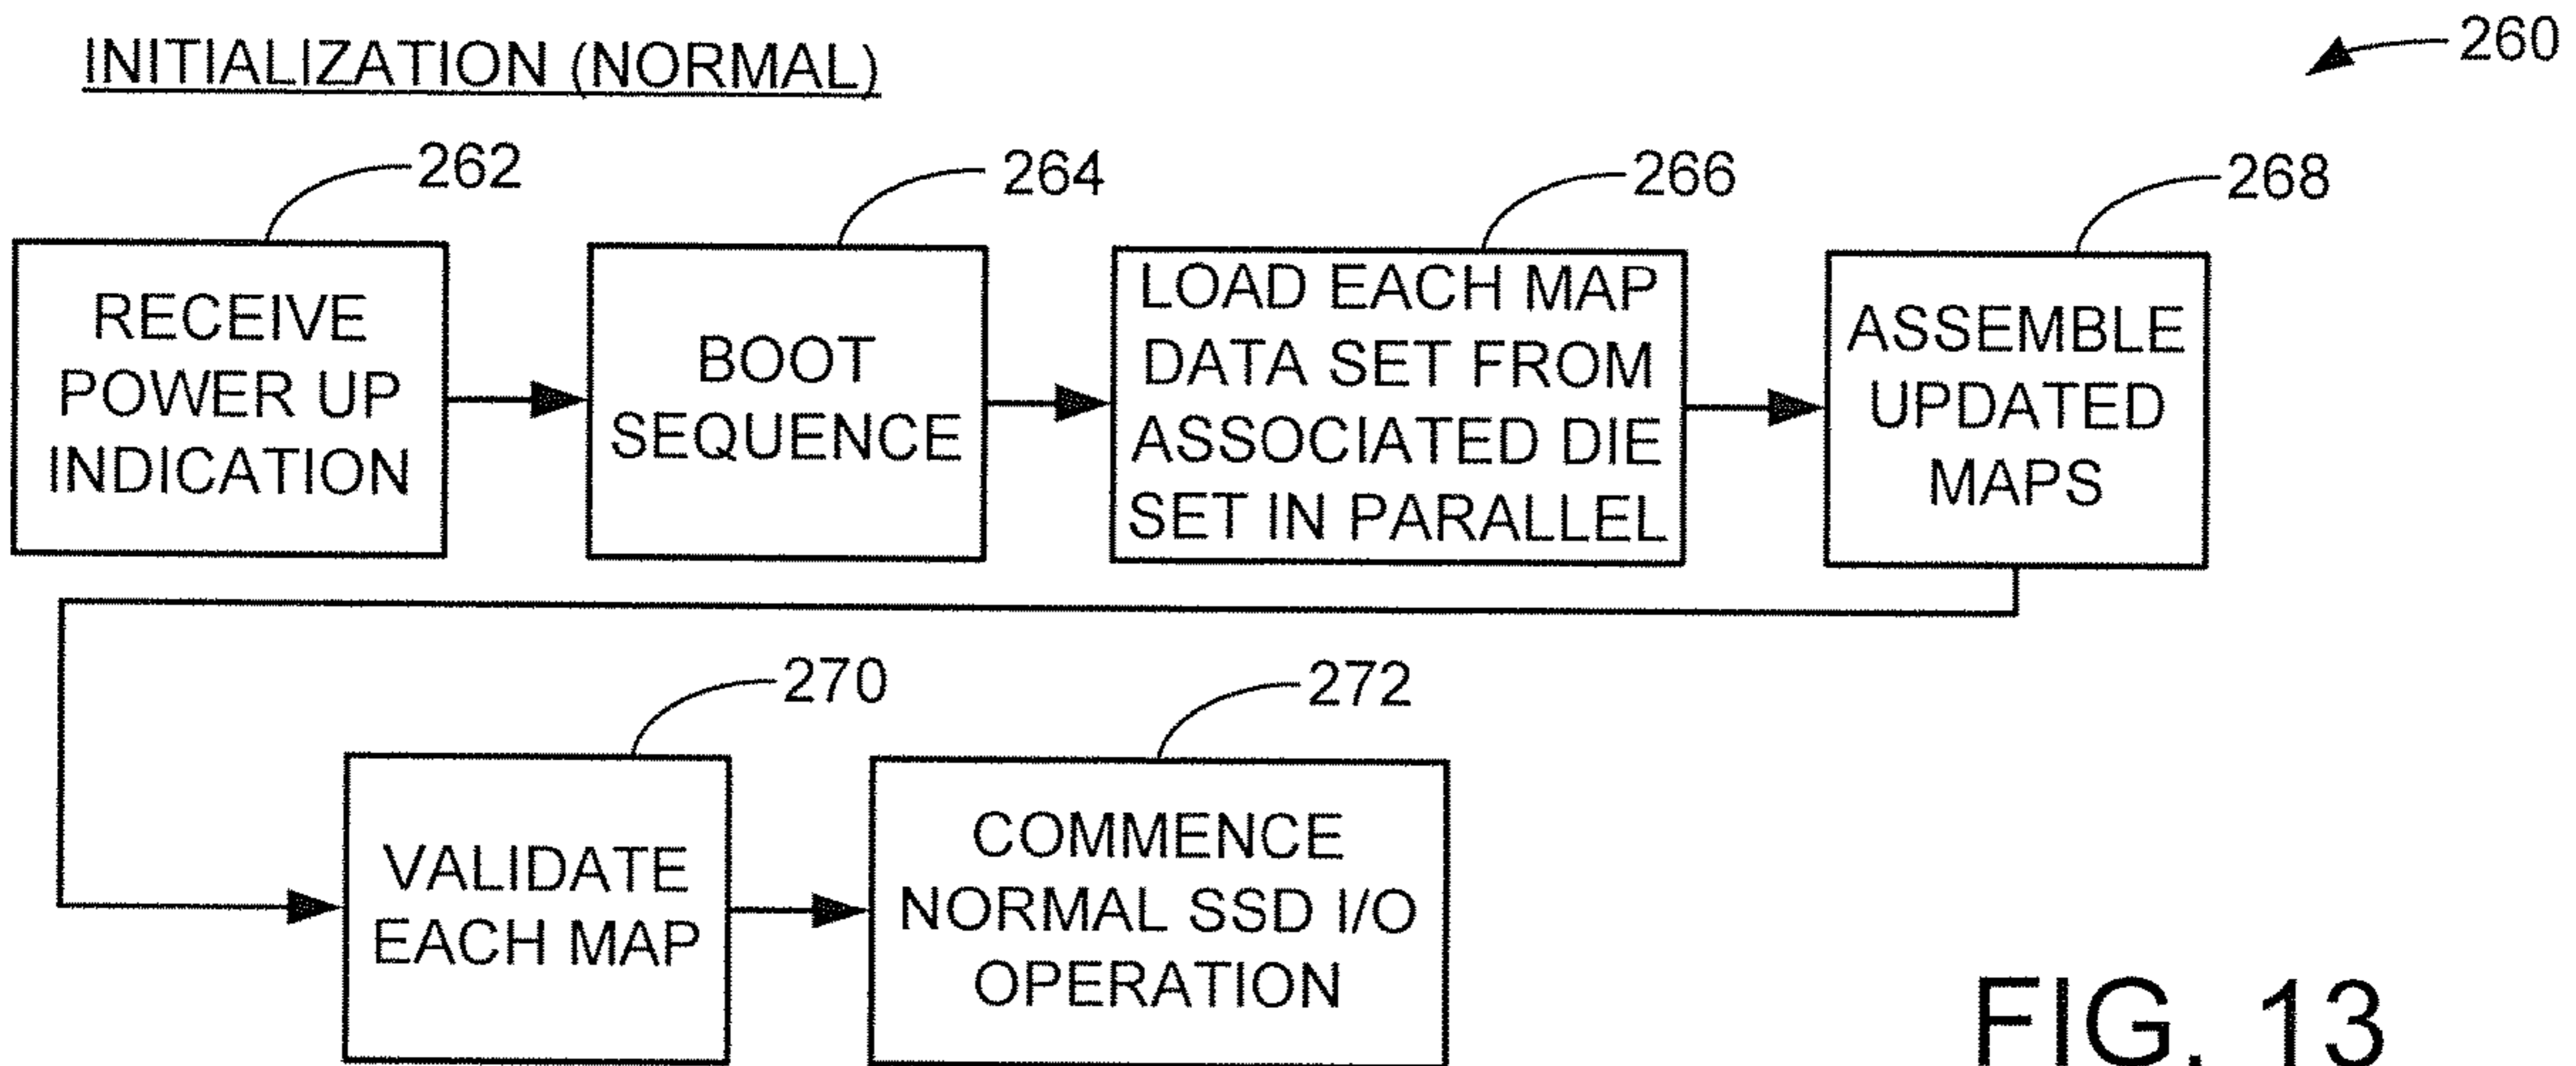 INITIALIZATION (NORMAL)
260
262
264
266
268
RECEIVE
POWER UP
INDICATION
BOOT
SEQUENCE
LOAD EACH MAP
DATA SET FROM
ASSOCIATED DIE
SET IN PARALLEL
ASSEMBLE
UPDATED
MAPS
270
272
VALIDATE
EACH MAP
COMMENCE
NORMAL SSD I/O
OPERATION
FIG. 13